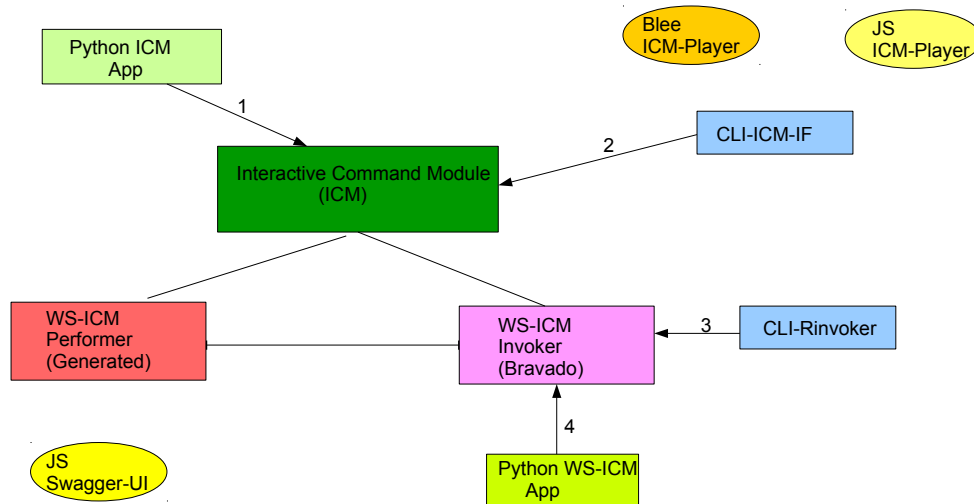 Python ICM
App
Blee
ICM-Player
JS
ICM-Player
1
2
CLI-ICM-IF
Interactive Command Module
(ICM)
WS-ICM
Performer
(Generated)
WS-ICM
Invoker
(Bravado)
3
CLI-Rinvoker
4
JS
Swagger-UI
Python WS-ICM
App